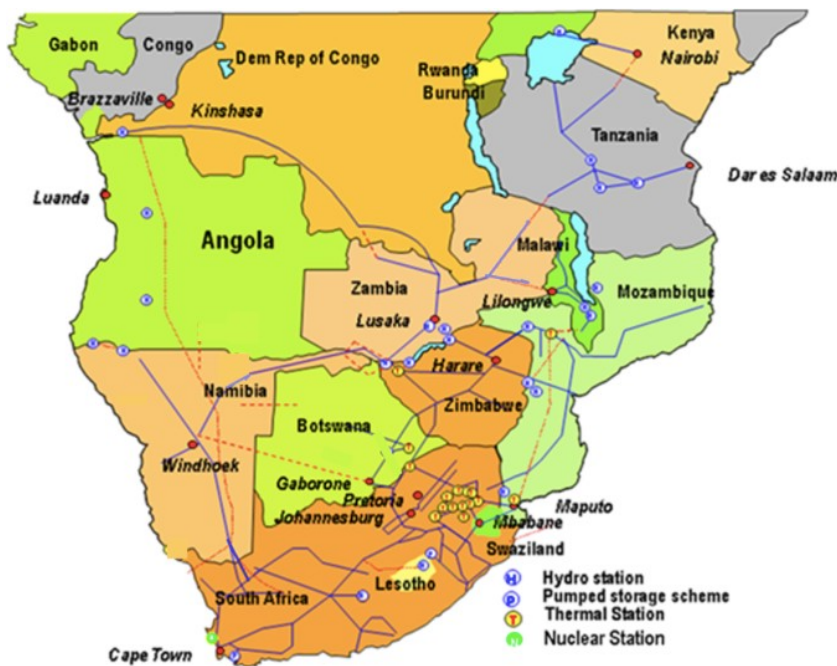 Gabon
Congo
Kenya
Nairobi
Dem Rep of Congo
Rwanda
Burundi
Brazzaville
Kinshasa
Tanzania
Dar es Salaam
Luanda
Angola
Malawi
Zambia
Lilongwe
Mozambique
Lusaka
Harare
Namibia
Zimbabwe
Botswana
Windhoek
Gaborone
Pretoria
Johannesburg
Maputo
Mbabane
Swaziland
Lesotho
South Africa
Cape Town
H Hydro station
P Pumped storage scheme
T Thermal Station
N Nuclear Station